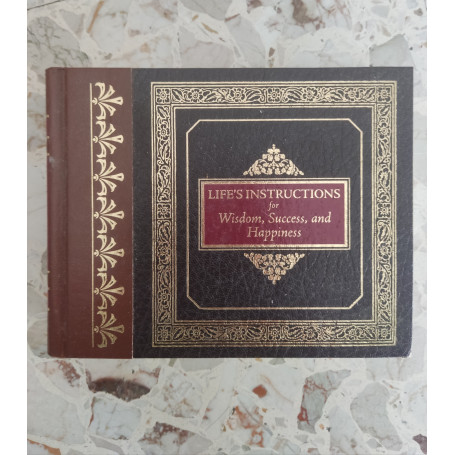 LIFE'S INSTRUCTIONS
for
Wisdom, Success, and
Happiness